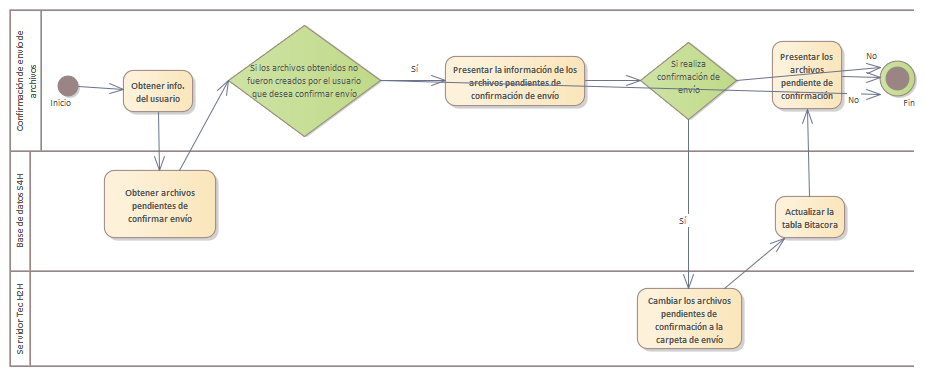 Confirmación de envío de
archivos
Inicio
Obtener info.
del usuario
Si los archivos obtenidos no
fueron creados por el usuario
que desea confirmar envío
Sí
Presentar la información de los
archivos pendientes de
confirmación de envío
Si realiza
confirmación de
envío
Presentar los
archivos
pendiente de
confirmación
No
No
Fin
Base de datos S4H
Obtener archivos
pendientes de
confirmar envío
Sí
Actualizar la
tabla Bitacora
Servidor Tec H2H
Cambiar los archivos
pendientes de
confirmación a la
carpeta de envío